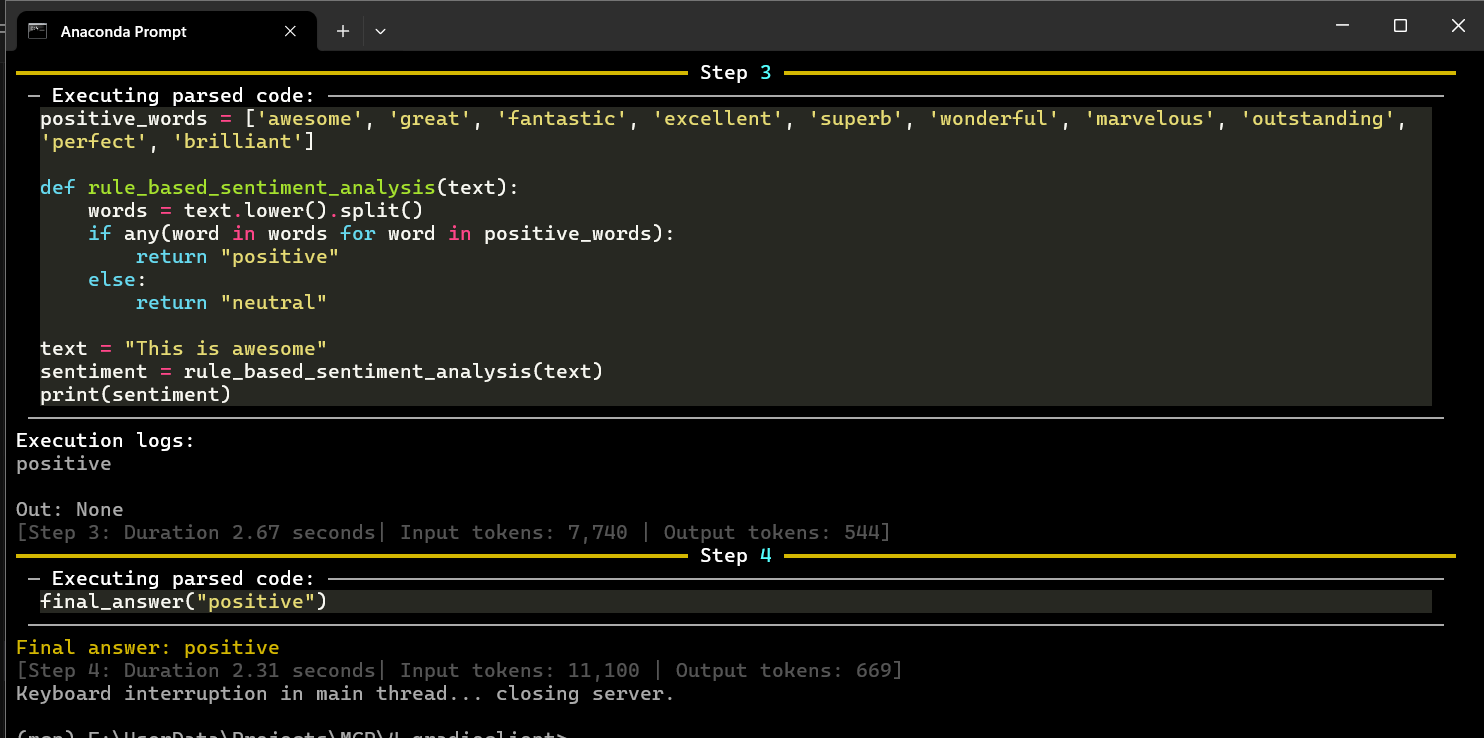 Anaconda Prompt
Step 3
Executing parsed code:
positive_words = ['awesome', 'great', 'fantastic', 'excellent', 'superb', 'wonderful', 'marvelous', 'outstanding',
'perfect', 'brilliant']
def rule_based_sentiment_analysis(text):
    words = text.lower().split()
    if any(word in words for word in positive_words):
        return "positive"
    else:
        return "neutral"
text = "This is awesome"
sentiment = rule_based_sentiment_analysis(text)
print(sentiment)
Execution logs:
positive
Out: None
[Step 3: Duration 2.67 seconds| Input tokens: 7,740 | Output tokens: 544]
Step 4
Executing parsed code:
final_answer("positive")
Final answer: positive
[Step 4: Duration 2.31 seconds| Input tokens: 11,100 | Output tokens: 669]
Keyboard interruption in main thread... closing server.